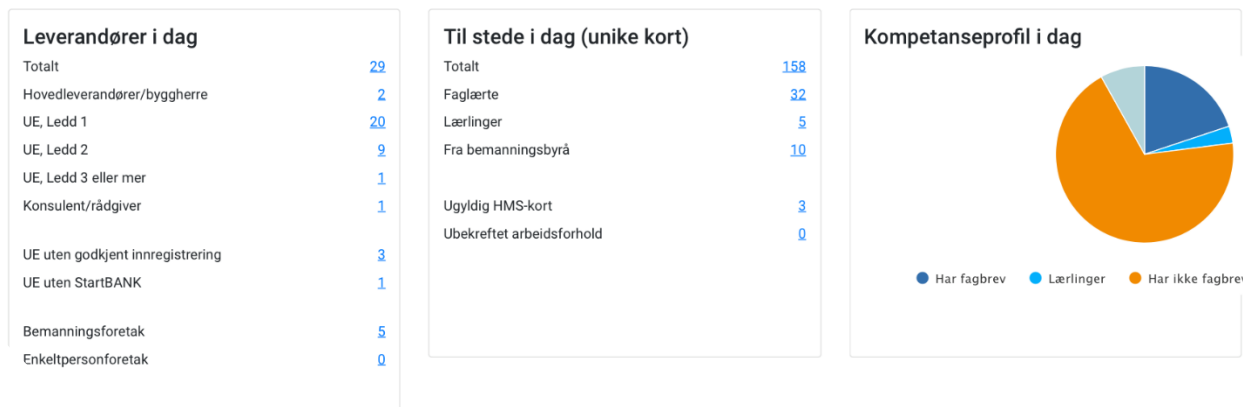 Leverandører i dag
Totalt 29
Hovedleverandører/byggherre 2
UE, Ledd 1 20
UE, Ledd 2 9
UE, Ledd 3 eller mer 1
Konsulent/rådgiver 1
UE uten godkjent innregistrering 3
UE uten StartBANK 1
Bemanningsforetak 5
Enkeltpersonforetak 0
Til stede i dag (unike kort)
Totalt 158
Faglærte 32
Lærlinger 5
Fra bemanningsbyrå 10
Ugyldig HMS-kort 3
Ubekreftet arbeidsforhold 0
Kompetanseprofil i dag
Har fagbrev Lærlinger Har ikke fagbrev